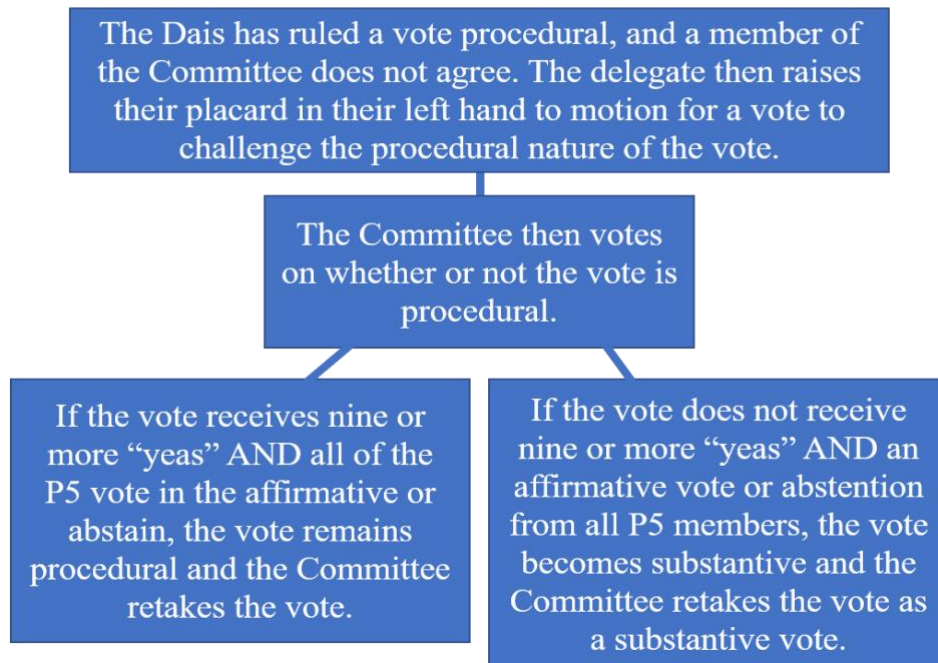 The Dais has ruled a vote procedural, and a member of
the Committee does not agree. The delegate then raises
their placard in their left hand to motion for a vote to
challenge the procedural nature of the vote.
The Committee then votes
on whether or not the vote is
procedural.
If the vote receives nine or
more “yeas” AND all of the
P5 vote in the affirmative or
abstain, the vote remains
procedural and the Committee
retakes the vote.
If the vote does not receive
nine or more “yeas” AND an
affirmative vote or abstention
from all P5 members, the vote
becomes substantive and the
Committee retakes the vote as
a substantive vote.